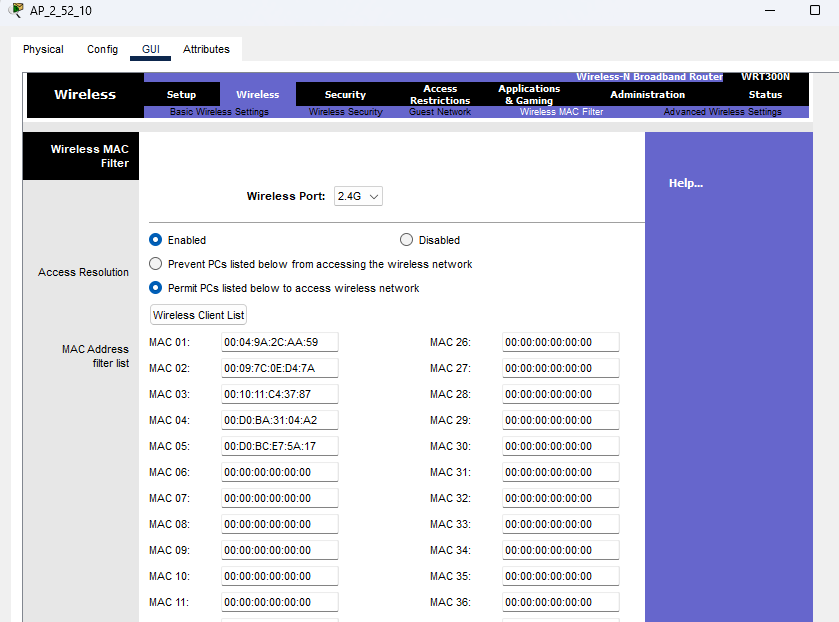 AP_2_52_10
Physical Config GUI Attributes
Wireless-N Broadband Router WRT300N
Wireless
Setup Wireless Security Access Restrictions Applications & Gaming Administration Status
Basic Wireless Settings Wireless Security Guest Network Wireless MAC Filter Advanced Wireless Settings
Wireless MAC
Filter
Help...
Wireless Port: 2.4G
Enabled Disabled
Access Resolution
Prevent PCs listed below from accessing the wireless network
Permit PCs listed below to access wireless network
Wireless Client List
MAC Address
filter list
MAC 01: 00:04:9A:2C:AA:59 MAC 26: 00:00:00:00:00:00
MAC 02: 00:09:7C:0E:D4:7A MAC 27: 00:00:00:00:00:00
MAC 03: 00:10:11:C4:37:87 MAC 28: 00:00:00:00:00:00
MAC 04: 00:D0:BA:31:04:A2 MAC 29: 00:00:00:00:00:00
MAC 05: 00:D0:BC:E7:5A:17 MAC 30: 00:00:00:00:00:00
MAC 06: 00:00:00:00:00:00 MAC 31: 00:00:00:00:00:00
MAC 07: 00:00:00:00:00:00 MAC 32: 00:00:00:00:00:00
MAC 08: 00:00:00:00:00:00 MAC 33: 00:00:00:00:00:00
MAC 09: 00:00:00:00:00:00 MAC 34: 00:00:00:00:00:00
MAC 10: 00:00:00:00:00:00 MAC 35: 00:00:00:00:00:00
MAC 11: 00:00:00:00:00:00 MAC 36: 00:00:00:00:00:00